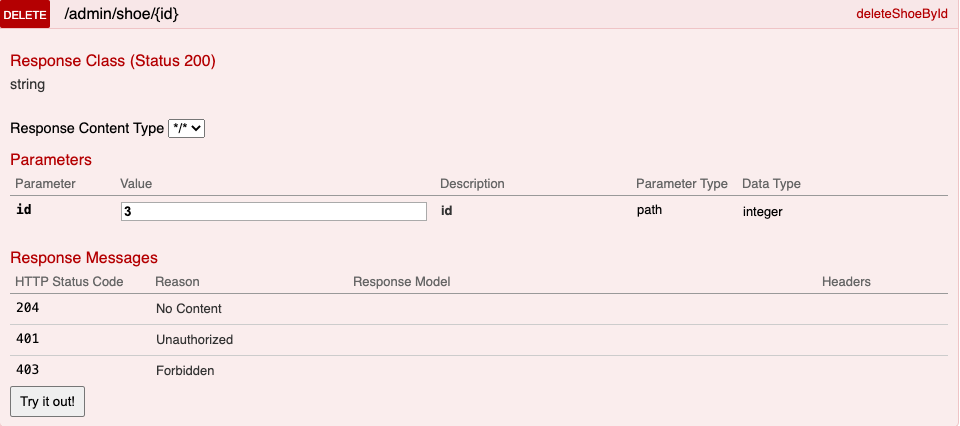 DELETE /admin/shoe/{id} deleteShoeById
Response Class (Status 200)
string
Response Content Type */*
Parameters
Parameter Value Description Parameter Type Data Type
id 3 id path integer
Response Messages
HTTP Status Code Reason Response Model Headers
204 No Content
401 Unauthorized
403 Forbidden
Try it out!